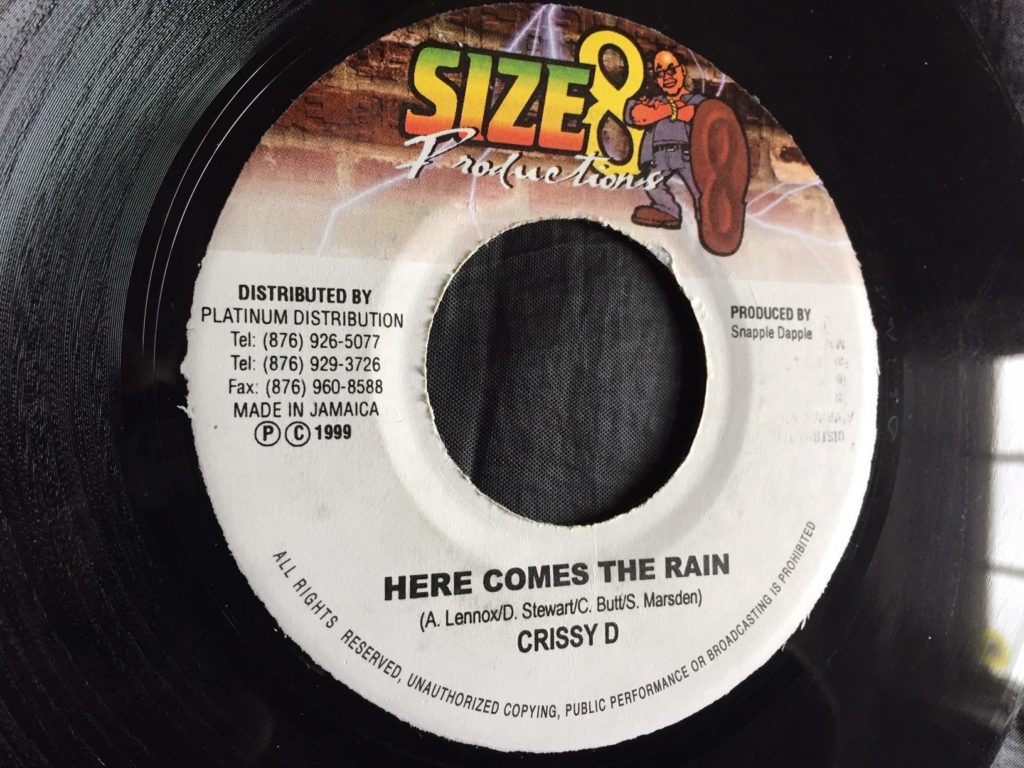 SIZE 8
Productions
DISTRIBUTED BY
PLATINUM DISTRIBUTION
Tel: (876) 926-5077
Tel: (876) 929-3726
Fax: (876) 960-8588
MADE IN JAMAICA
Ⓟ Ⓒ 1999
PRODUCED BY
Snapple Dapple
HERE COMES THE RAIN
(A. Lennox/D. Stewart/C. Butt/S. Marsden)
CRISSY D
ALL RIGHTS RESERVED, UNAUTHORIZED COPYING, PUBLIC PERFORMANCE OR BROADCASTING IS PROHIBITED